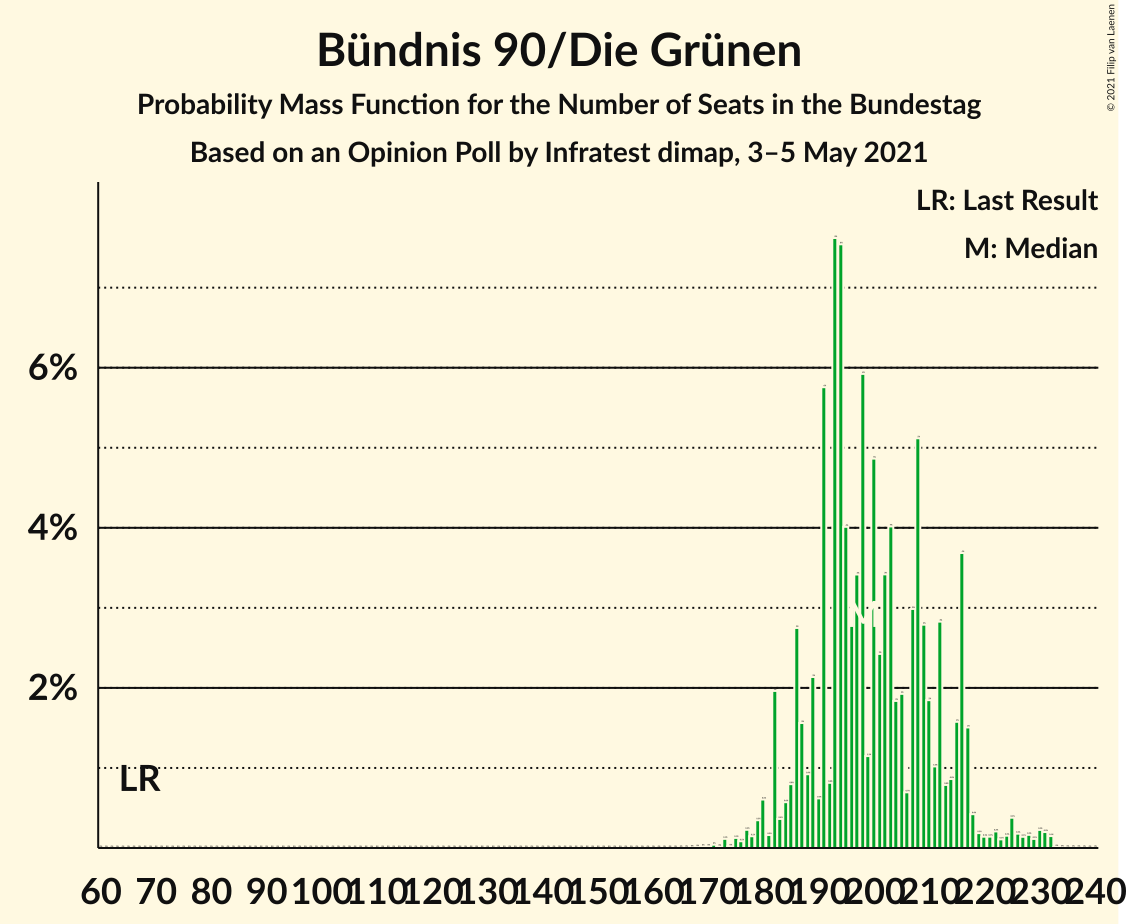 Bündnis 90/Die Grünen
Probability Mass Function for the Number of Seats in the Bundestag
Based on an Opinion Poll by Infratest dimap, 3–5 May 2021
© 2021 Filip van Laenen
LR: Last Result
M: Median
6%
4%
2%
LR
M
60 70 80 90 100 110 120 130 140 150 160 170 180 190 200 210 220 230 240